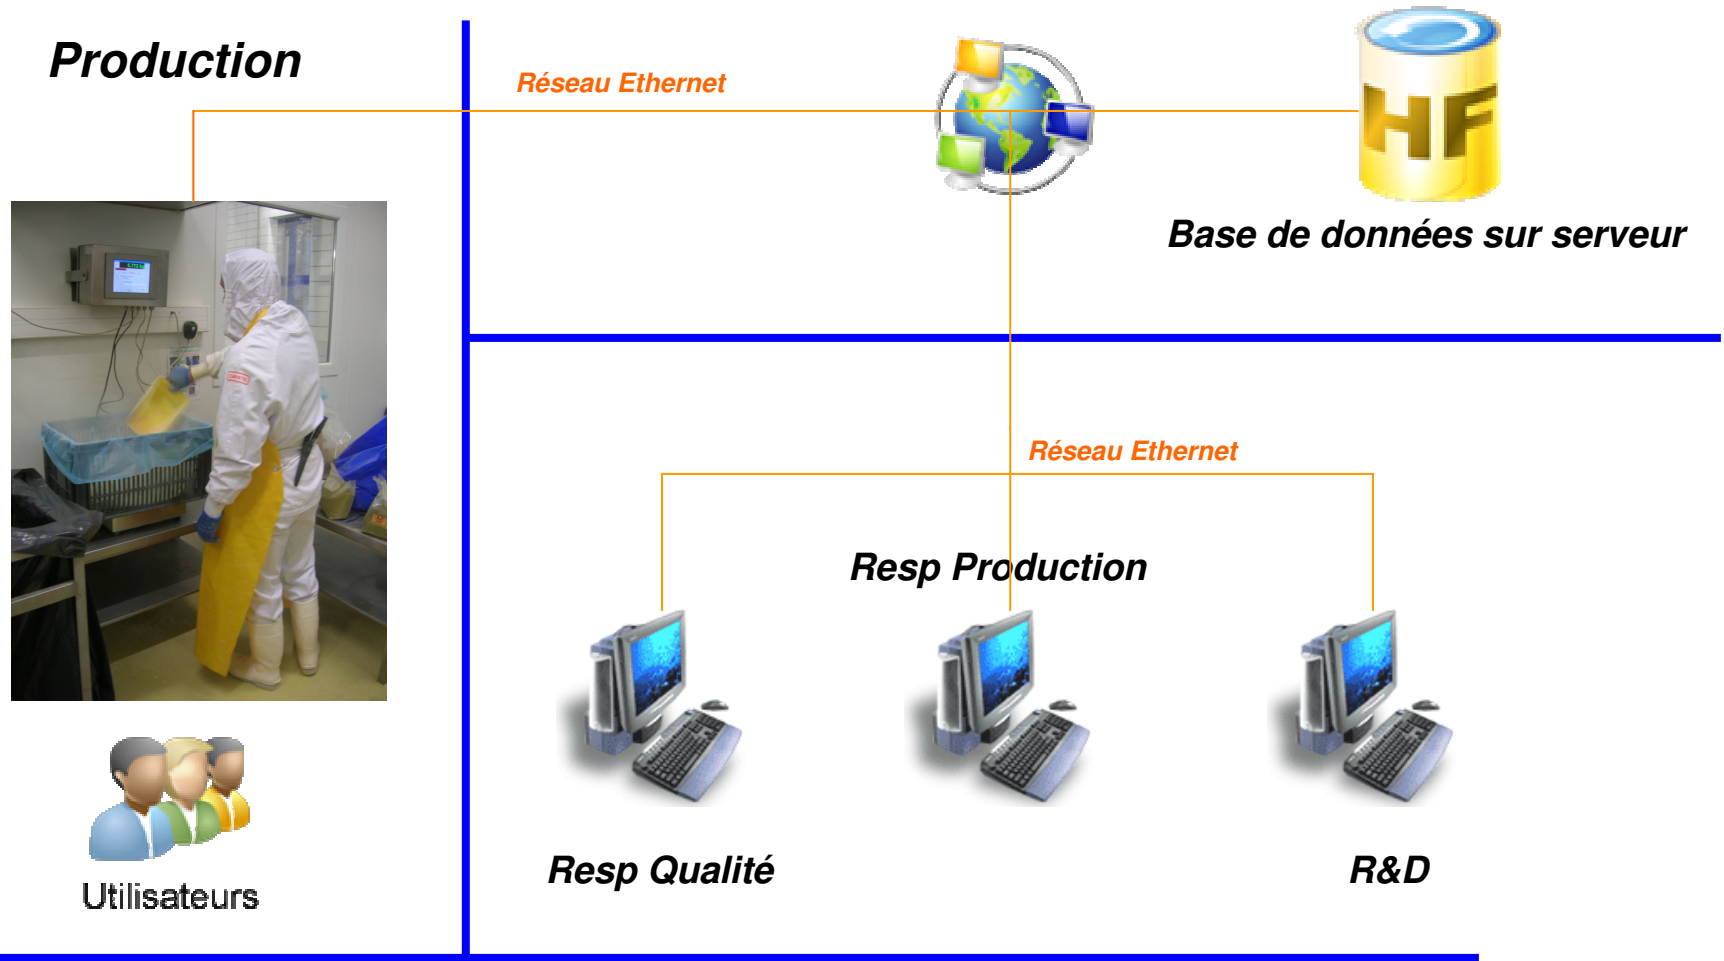 Production
Réseau Ethernet
HF
Base de données sur serveur
Réseau Ethernet
Resp Production
Resp Qualité
R&D
Utilisateurs